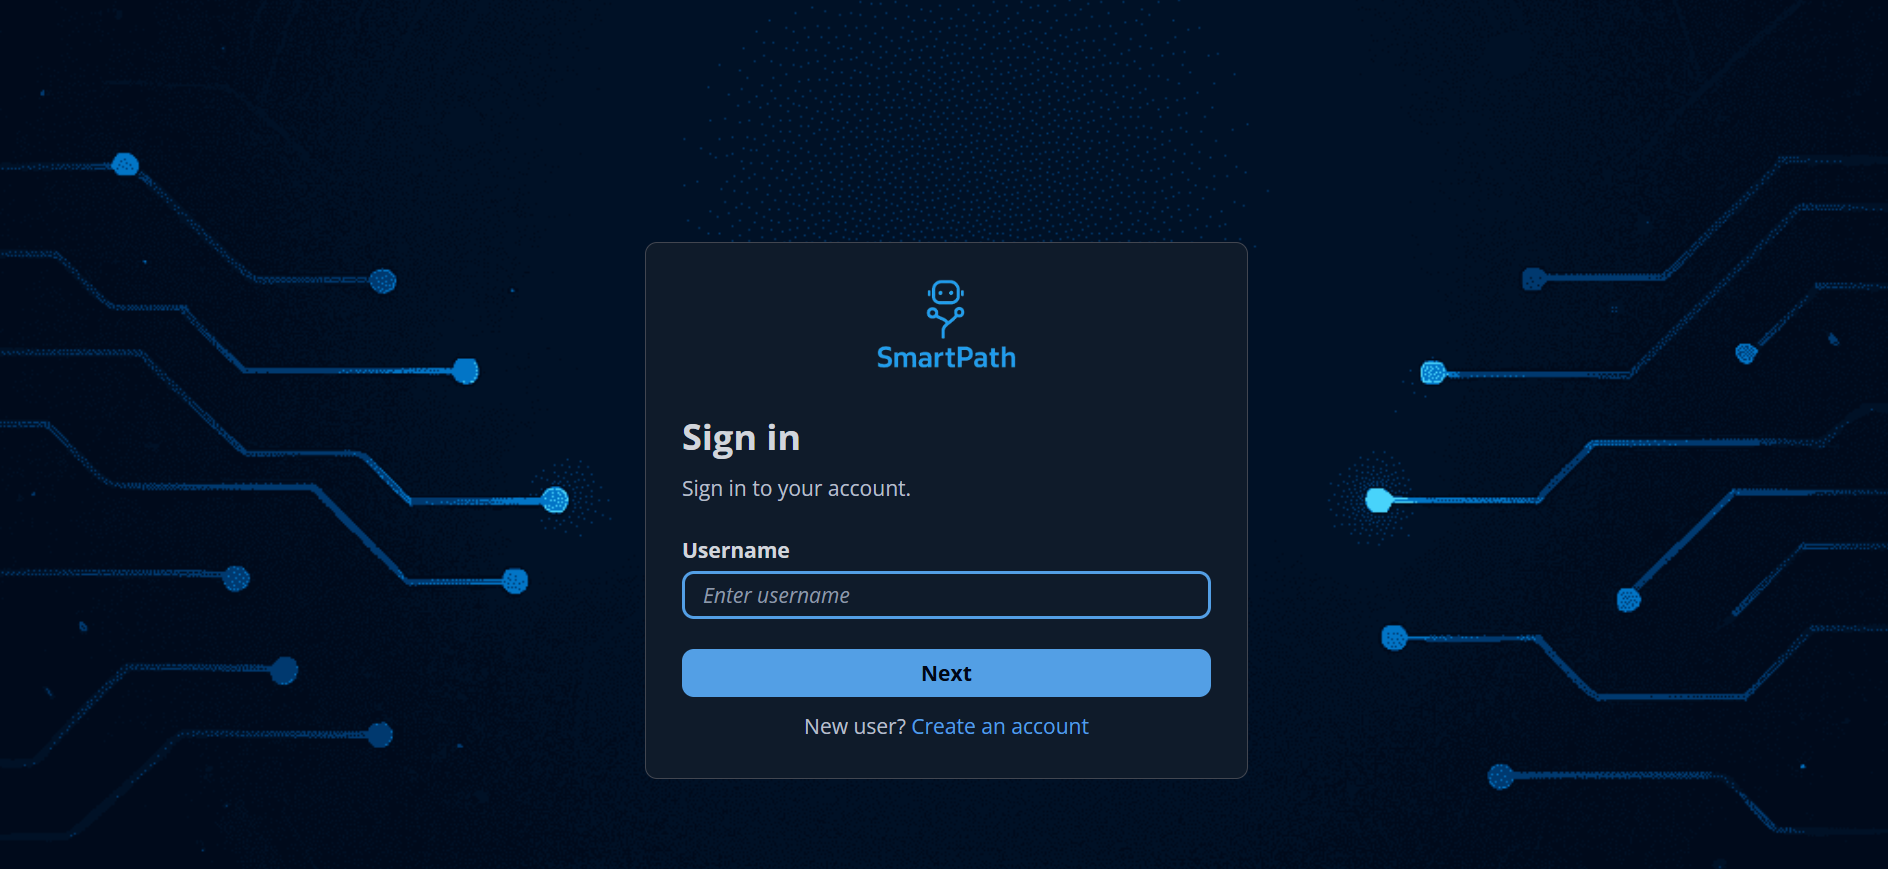 SmartPath
Sign in
Sign in to your account.
Username
Enter username
Next
New user? Create an account